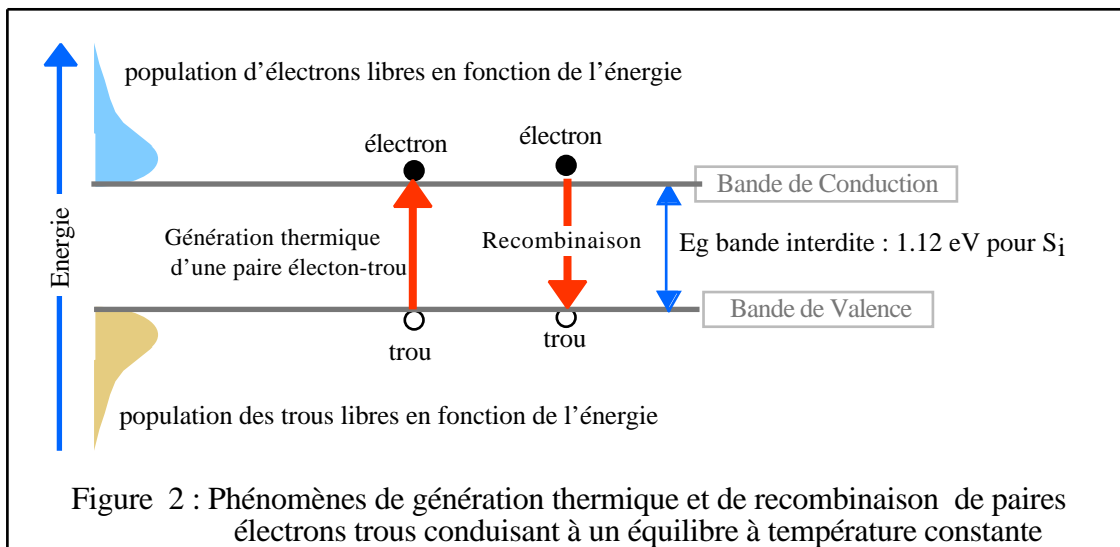 population d'électrons libres en fonction de l'énergie
électron
électron
Bande de Conduction
Energie
Génération thermique
d'une paire électon-trou
Recombinaison
Eg bande interdite : 1.12 eV pour Si
Bande de Valence
trou
trou
population des trous libres en fonction de l'énergie
Figure 2 : Phénomènes de génération thermique et de recombinaison de paires
électrons trous conduisant à un équilibre à température constante